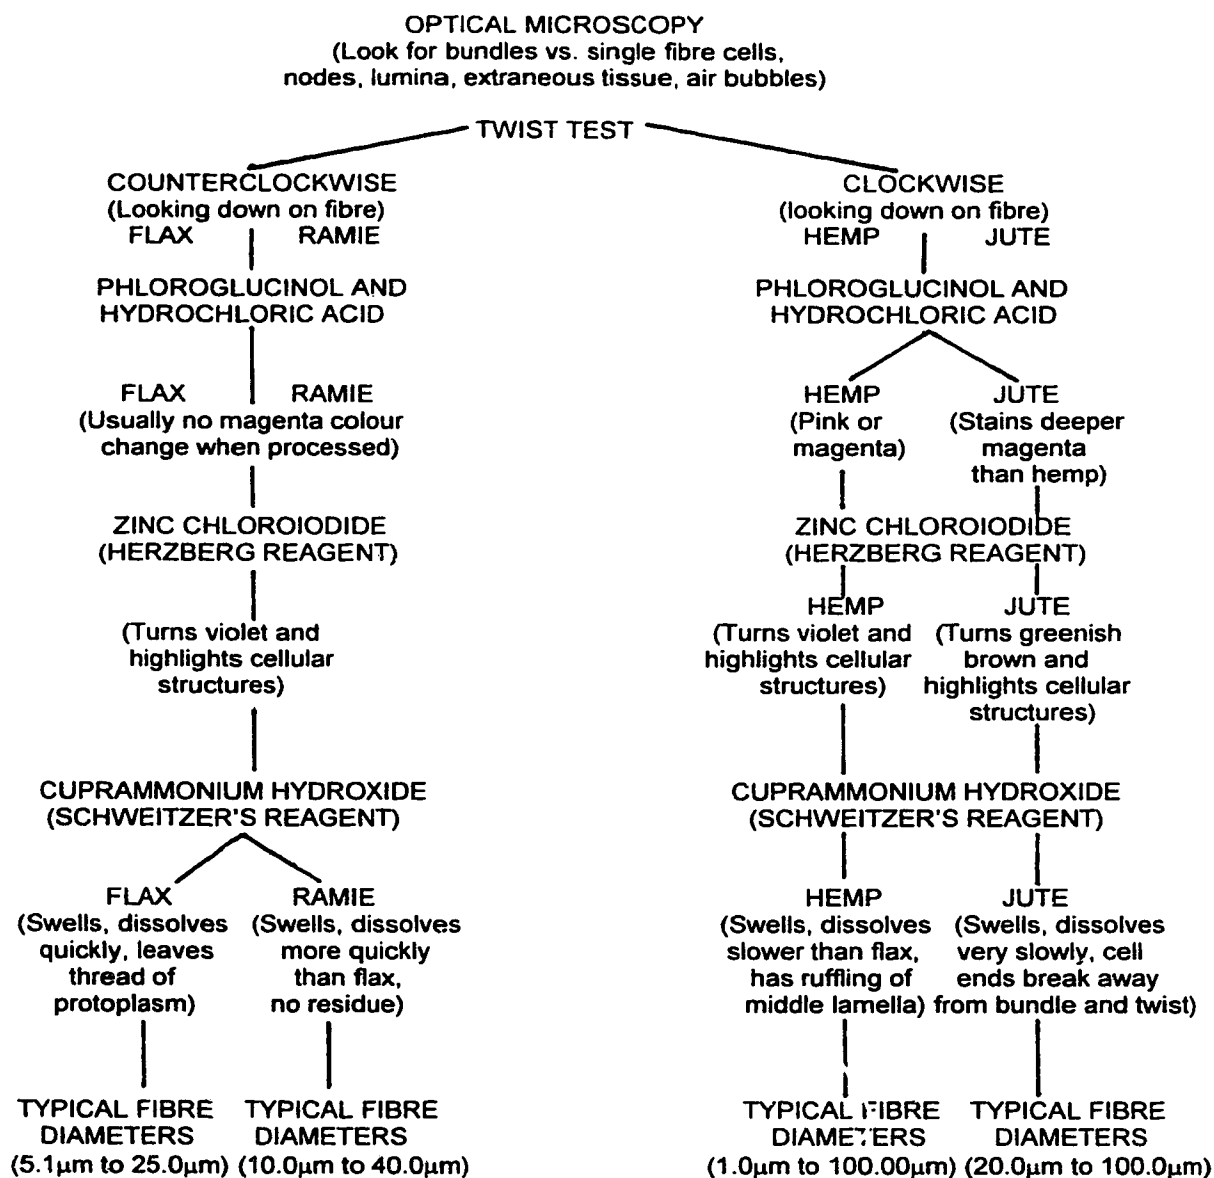 OPTICAL MICROSCOPY
(Look for bundles vs. single fibre cells,
nodes, lumina, extraneous tissue, air bubbles)
TWIST TEST
COUNTERCLOCKWISE
(Looking down on fibre)
FLAX RAMIE
PHLOROGLUCINOL AND
HYDROCHLORIC ACID
FLAX RAMIE
(Usually no magenta colour
change when processed)
ZINC CHLOROIODIDE
(HERZBERG REAGENT)
(Turns violet and
highlights cellular
structures)
CUPRAMMONIUM HYDROXIDE
(SCHWEITZER'S REAGENT)
FLAX
(Swells, dissolves
quickly, leaves
thread of
protoplasm)
TYPICAL FIBRE
DIAMETERS
(5.1µm to 25.0µm)
RAMIE
(Swells, dissolves
more quickly
than flax,
no residue)
TYPICAL FIBRE
DIAMETERS
(10.0µm to 40.0µm)
CLOCKWISE
(looking down on fibre)
HEMP JUTE
PHLOROGLUCINOL AND
HYDROCHLORIC ACID
HEMP
(Pink or
magenta)
JUTE
(Stains deeper
magenta
than hemp)
ZINC CHLOROIODIDE
(HERZBERG REAGENT)
HEMP
(Turns violet and
highlights cellular
structures)
JUTE
(Turns greenish
brown and
highlights cellular
structures)
CUPRAMMONIUM HYDROXIDE
(SCHWEITZER'S REAGENT)
HEMP
(Swells, dissolves
slower than flax,
has ruffling of
middle lamella)
TYPICAL FIBRE
DIAMETERS
(1.0µm to 100.00µm)
JUTE
(Swells, dissolves
very slowly, cell
ends break away
from bundle and twist)
TYPICAL FIBRE
DIAMETERS
(20.0µm to 100.0µm)